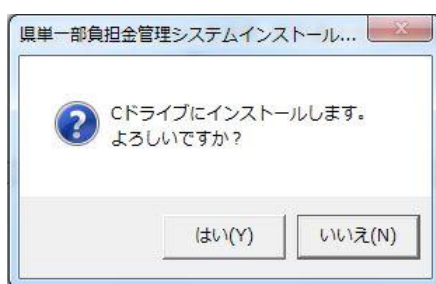 県単一部負担金管理システムインストール...
Cドライブにインストールします。
よろしいですか？
はい(Y)
いいえ(N)